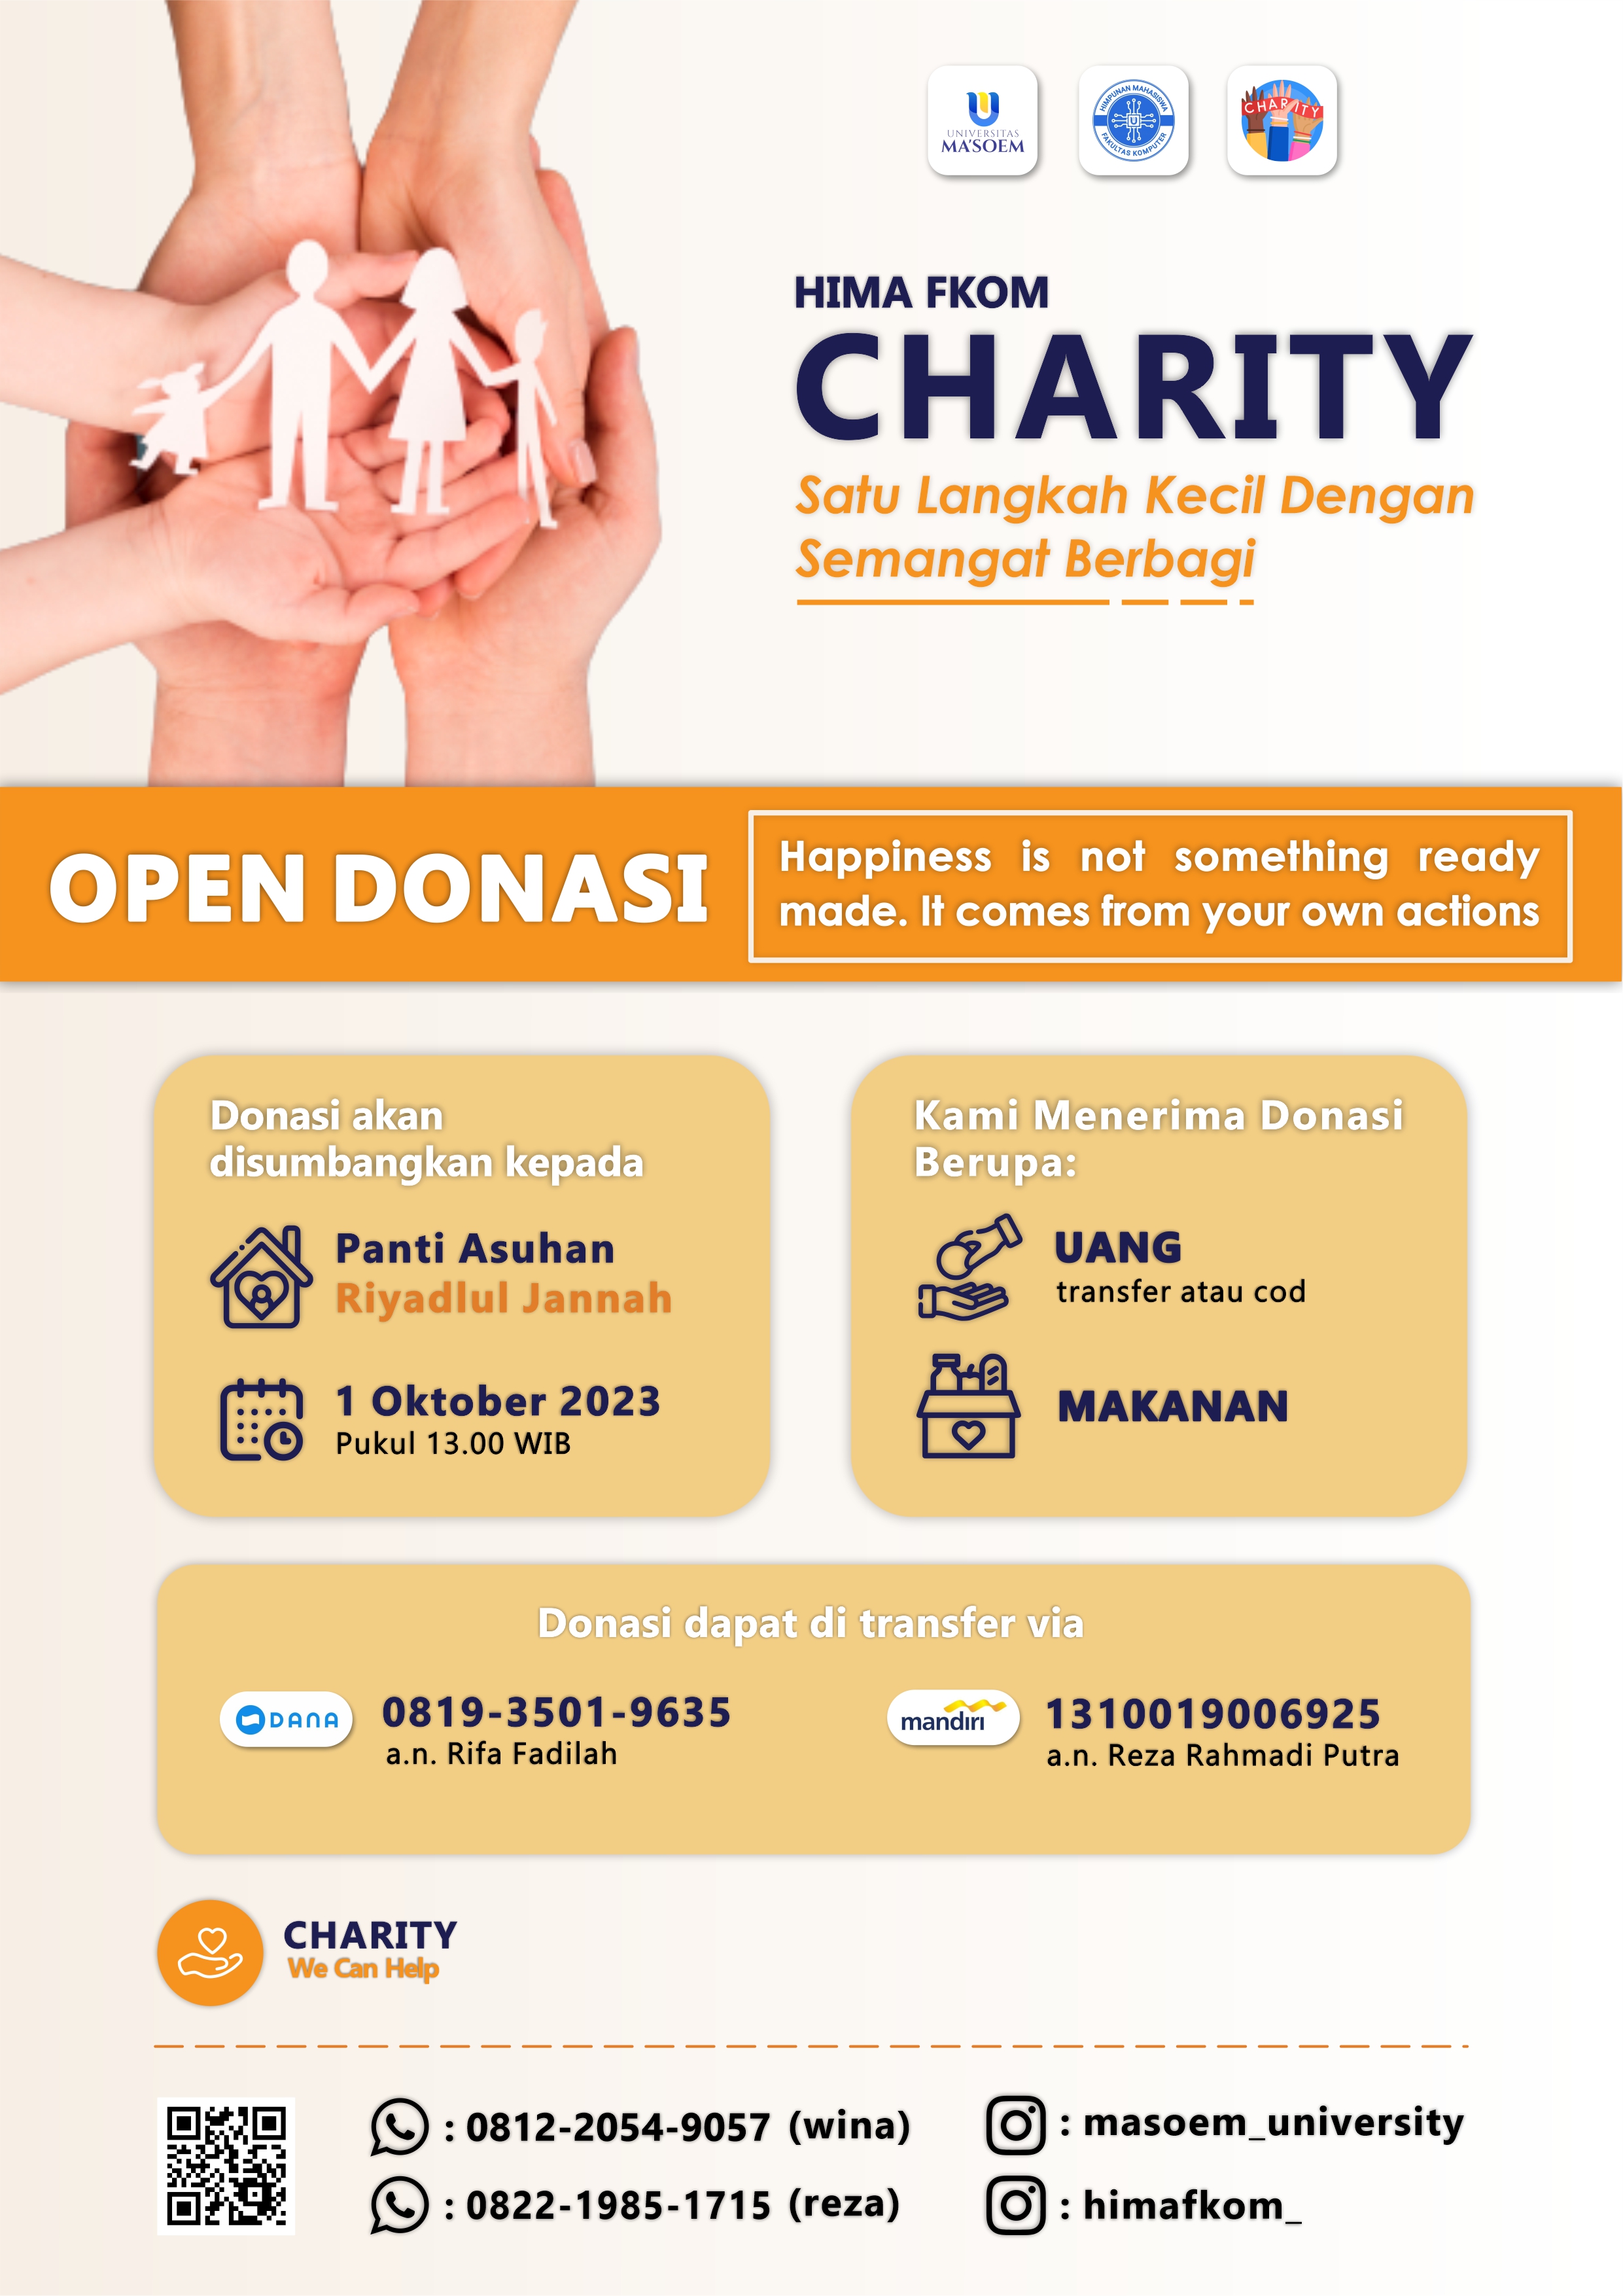 UNIVERSITAS
MA'SOEM
HIMPUNAN MAHASISWA
FAKULTAS KOMPUTER
CHARITY
HIMA FKOM
CHARITY
Satu Langkah Kecil Dengan
Semangat Berbagi
OPEN DONASI
Happiness is not something ready
made. It comes from your own actions
Donasi akan
disumbangkan kepada
Panti Asuhan
Riyadlul Jannah
1 Oktober 2023
Pukul 13.00 WIB
Kami Menerima Donasi
Berupa:
UANG
transfer atau cod
MAKANAN
Donasi dapat di transfer via
DANA
0819-3501-9635
a.n. Rifa Fadilah
mandiri
1310019006925
a.n. Reza Rahmadi Putra
CHARITY
We Can Help
: 0812-2054-9057 (wina)
: 0822-1985-1715 (reza)
: masoem_university
: himafkom_